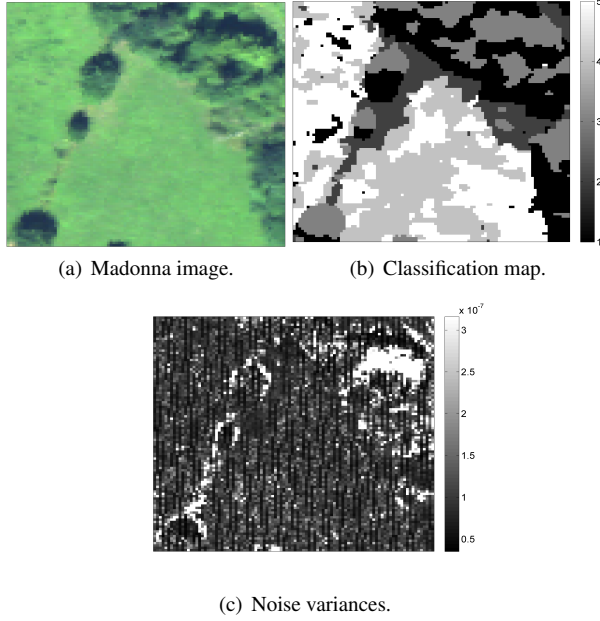 5
4
3
2
1
(a) Madonna image.
(b) Classification map.
x 10⁻⁷
3
2.5
2
1.5
1
0.5
(c) Noise variances.